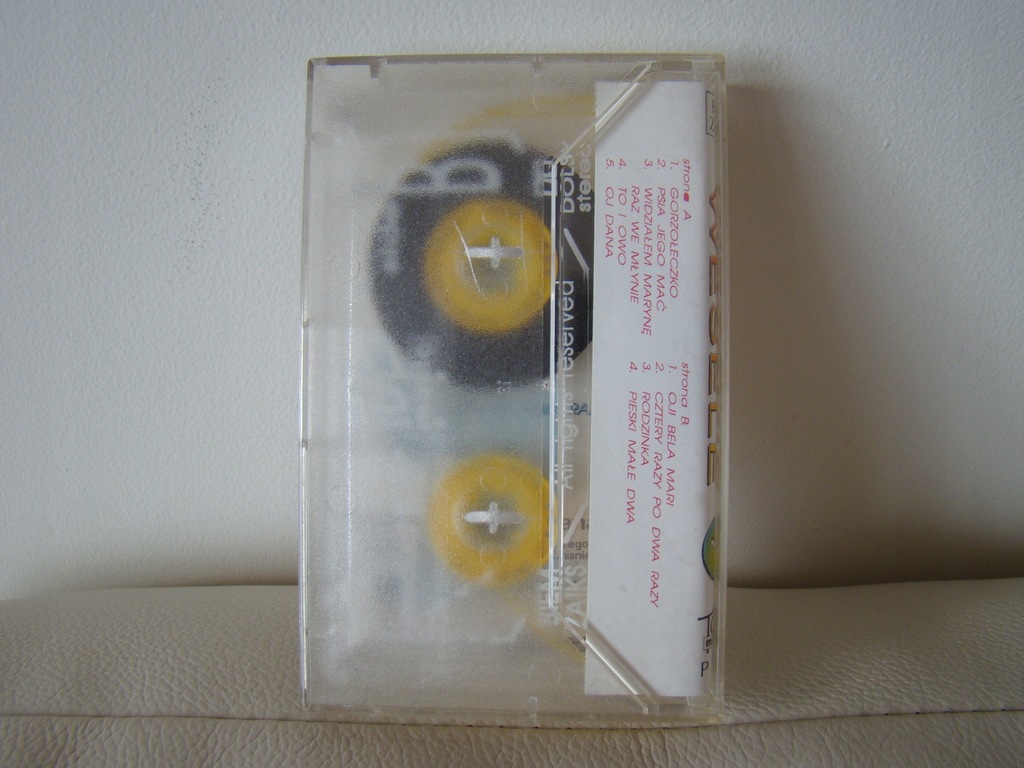 WESELE
strona A
1. GORZOŁECZKO
2. PSIA JEGO MAĆ
3. WIDZIAŁEM MARYNĘ
RAZ WE MŁYNIE
4. TO I OWO
5. OJ DANA
strona B
1. OJ! BELA MARI
2. CZTERY RAZY PO DWA RAZY
3. RODZINKA
4. PIESKI MAŁE DWA
P
B
DOLBY
stereo
All rights reserved